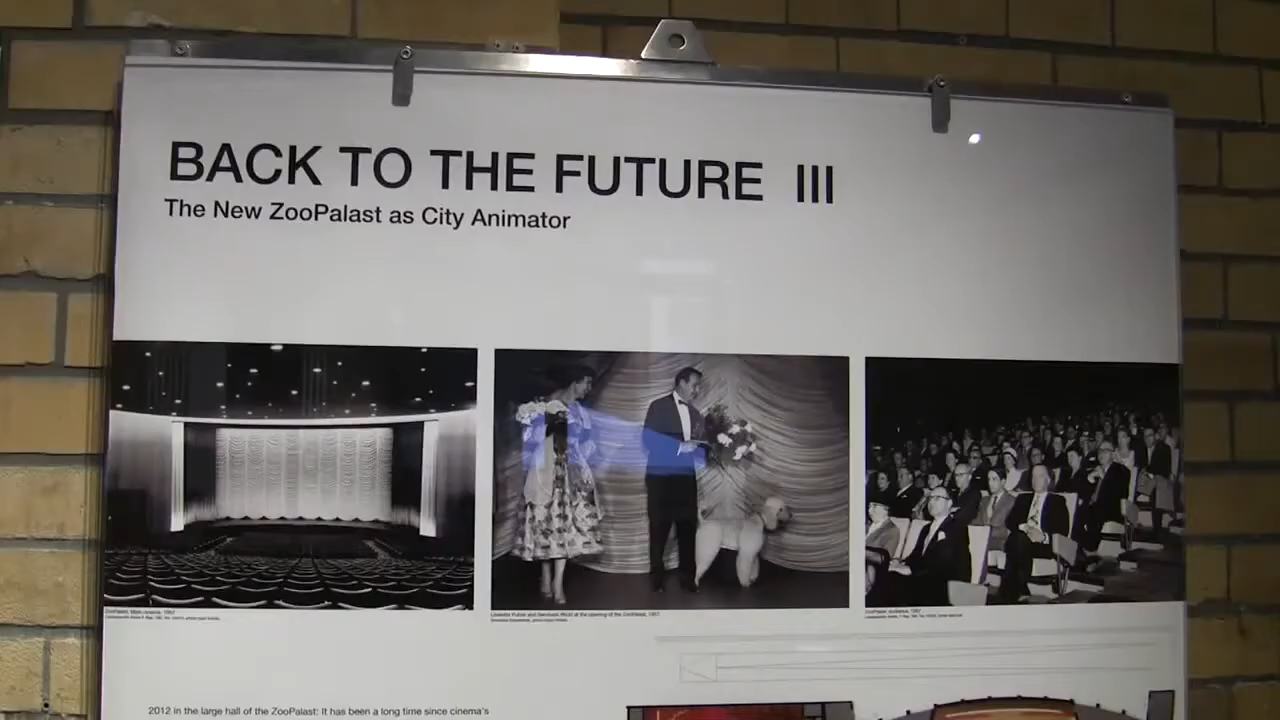 BACK TO THE FUTURE III
The New ZooPalast as City Animator
2012 in the large hall of the ZooPalast: It has been a long time since cinema's